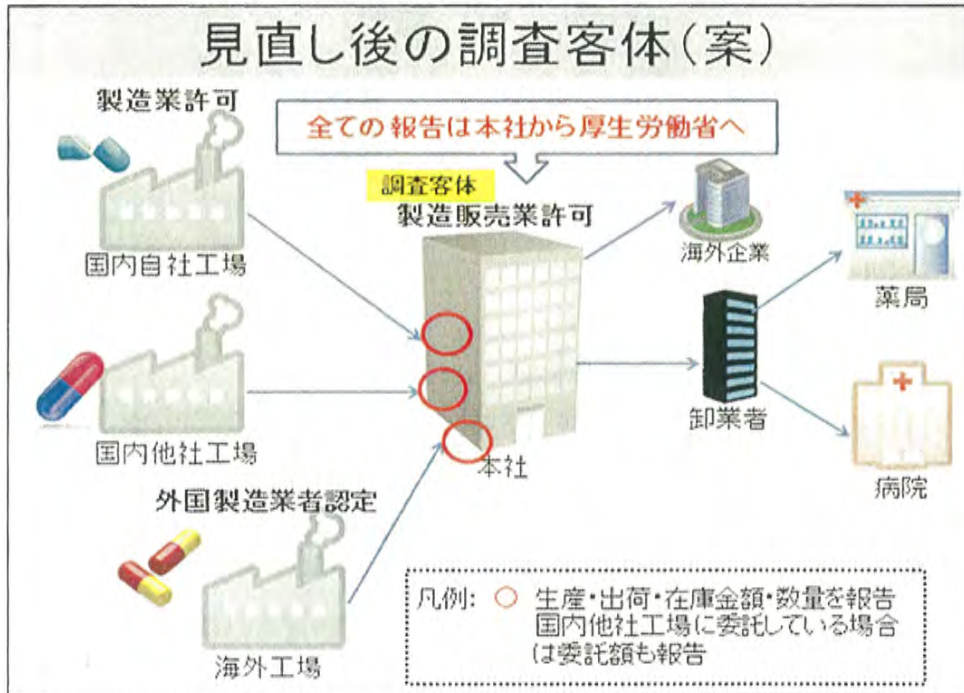 見直し後の調査客体(案)
製造業許可
全ての報告は本社から厚生労働省へ
調査客体
製造販売業許可
国内自社工場
海外企業
薬局
国内他社工場
卸業者
本社
病院
外国製造業者認定
海外工場
凡例: ○ 生産・出荷・在庫金額・数量を報告
国内他社工場に委託している場合
は委託額も報告